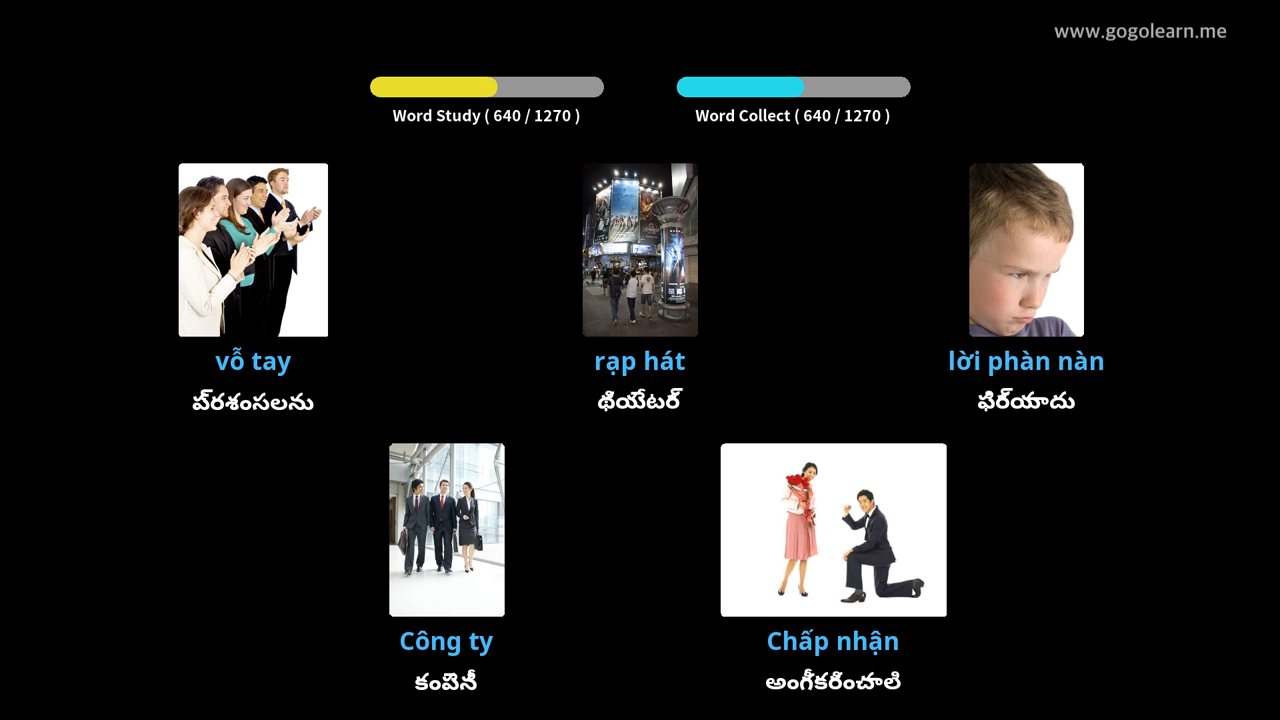 www.gogolearn.me
Word Study ( 640 / 1270 )
Word Collect ( 640 / 1270 )
vỗ tay
ప్రశంసలను
rạp hát
థియేటర్
lời phàn nàn
ఫిర్యాదు
Công ty
కంపెనీ
Chấp nhận
అంగీకరించాలి